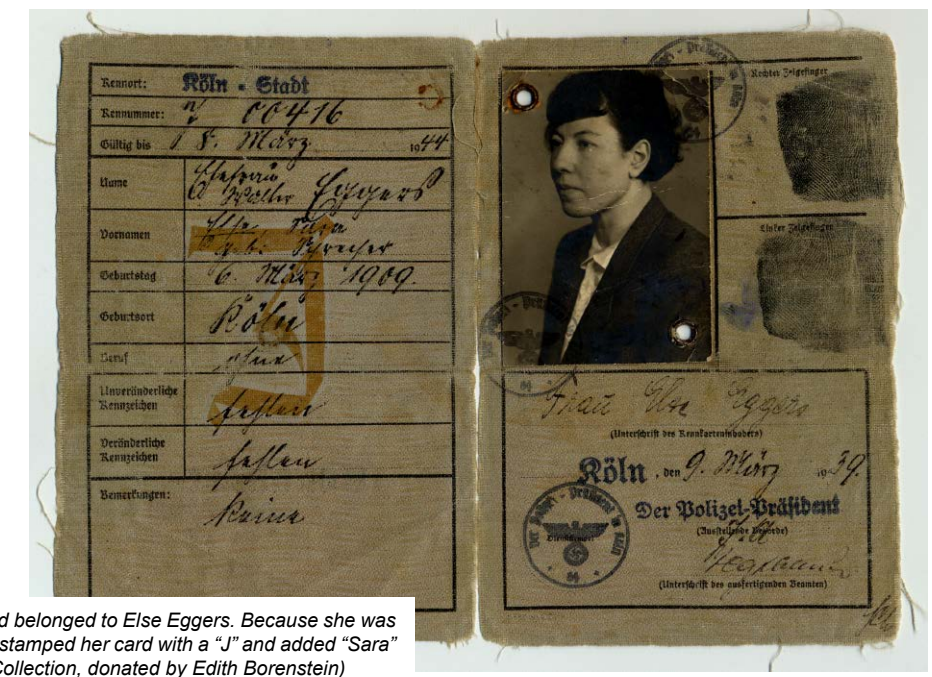 Kennort: Köln - Stadt
Kennummer: J 00416
Gültig bis 8. März 1944
Name Ehefrau
Walter Eggers
Vornamen Else Sara
geb. 
Geburtstag 6. März 1909.
Geburtsort Köln
Beruf ohne
Unveränderliche
Kennzeichen fehlen
Veränderliche
Kennzeichen fehlen
Bemerkungen:
Keine
J
Rechter Zeigefinger
Linker Zeigefinger
Frau Else Eggers
(Unterschrift des Kennkarteninhabers)
Köln, den 9. März 1939.
Der Polizei-Präsident
(Ausstellende Behörde)
(Unterschrift des ausfertigenden Beamten)
Der Polizei - Präsident in Köln
84
d belonged to Else Eggers. Because she was
stamped her card with a “J” and added “Sara”
Collection, donated by Edith Borenstein)